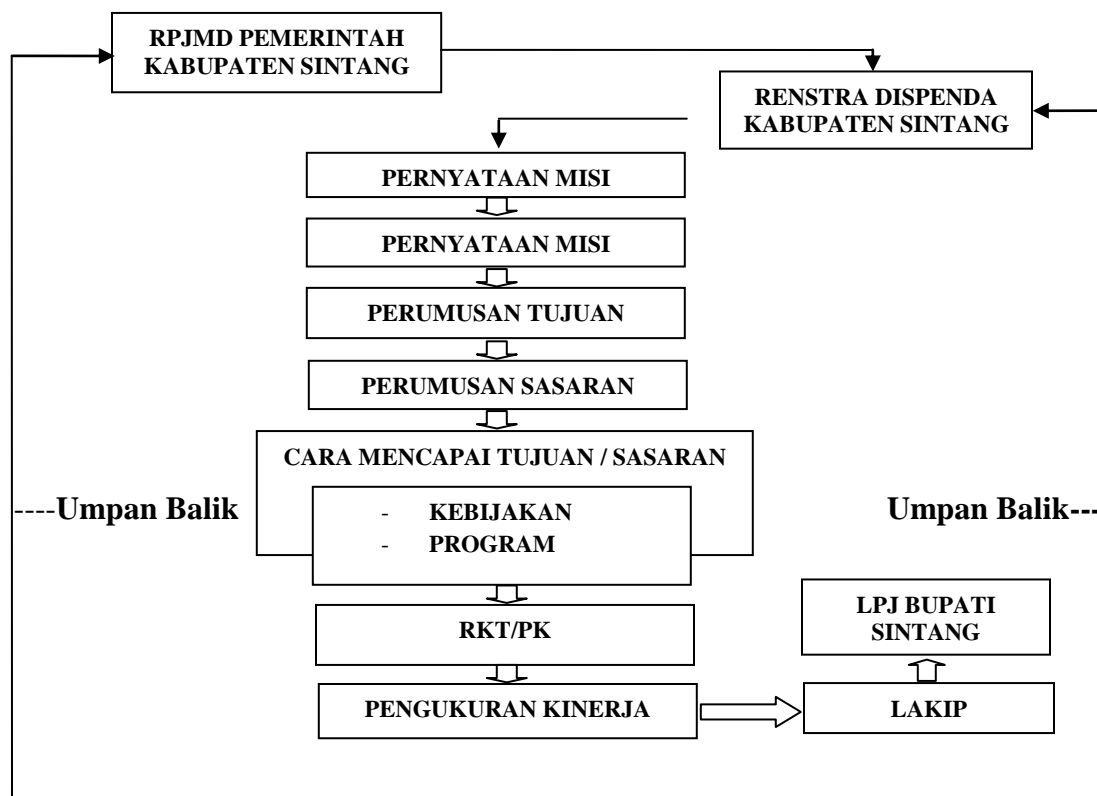 RPJMD PEMERINTAH
KABUPATEN SINTANG
RENSTRA DISPENDA
KABUPATEN SINTANG
PERNYATAAN MISI
PERNYATAAN MISI
PERUMUSAN TUJUAN
PERUMUSAN SASARAN
CARA MENCAPAI TUJUAN / SASARAN
----Umpan Balik
- KEBIJAKAN
- PROGRAM
Umpan Balik---
RKT/PK
LPJ BUPATI
SINTANG
PENGUKURAN KINERJA
LAKIP